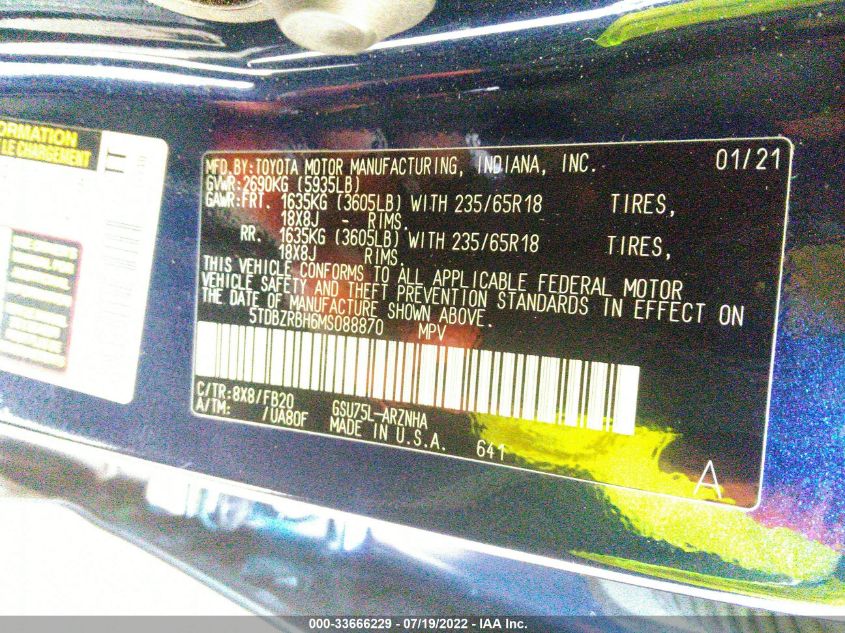 ORMATION
LE CHARGEMENT
MFD.BY:TOYOTA MOTOR MANUFACTURING, INDIANA, INC. 01/21
GVWR:2690KG (5935LB)
GAWR:FRT. 1635KG (3605LB) WITH 235/65R18 TIRES,
18X8J - RIMS.
RR. 1635KG (3605LB) WITH 235/65R18 TIRES,
18X8J RIMS.
THIS VEHICLE CONFORMS TO ALL APPLICABLE FEDERAL MOTOR
VEHICLE SAFETY AND THEFT PREVENTION STANDARDS IN EFFECT ON
THE DATE OF MANUFACTURE SHOWN ABOVE.
5TDBZRBH6MS088870 MPV
C/TR:8X8/FB20 GSU75L-ARZNHA
A/TM: /UA80F MADE IN U.S.A. 641
A
000-33666229 - 07/19/2022 - IAA Inc.